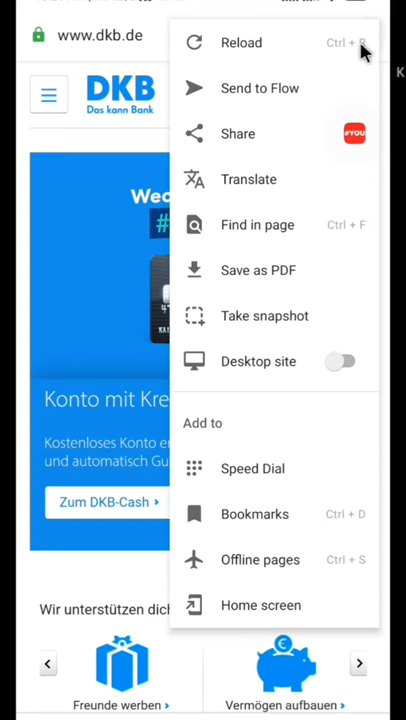 www.dkb.de
Reload Ctrl + R
Send to Flow
Share #YOU
Translate
Find in page Ctrl + F
Save as PDF
Take snapshot
Desktop site
Add to
Speed Dial
Bookmarks Ctrl + D
Offline pages Ctrl + S
Home screen
DKB
Das kann Bank
#
Konto mit Kre
Kostenloses Konto
und automatisch Gu
Zum DKB-Cash ›
Wir unterstützen dich
Freunde werben ›
Vermögen aufbauen ›
K